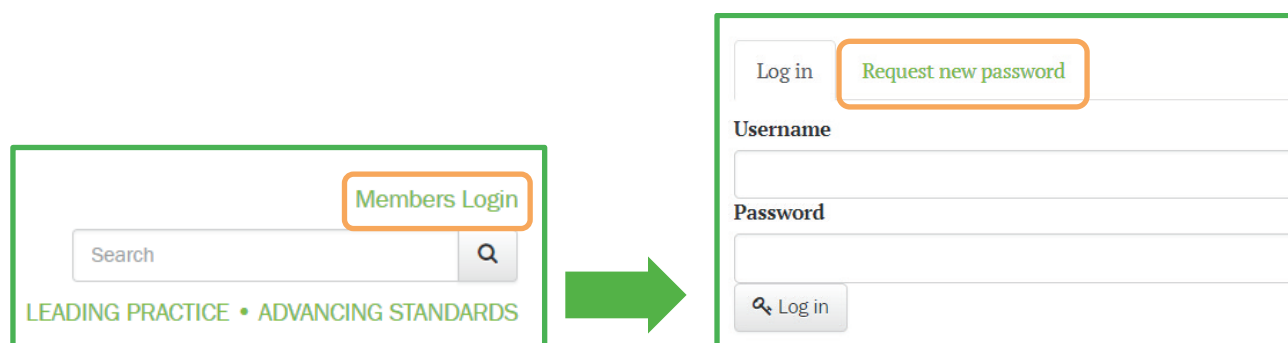 Members Login
Search
LEADING PRACTICE • ADVANCING STANDARDS
Log in
Request new password
Username
Password
Log in